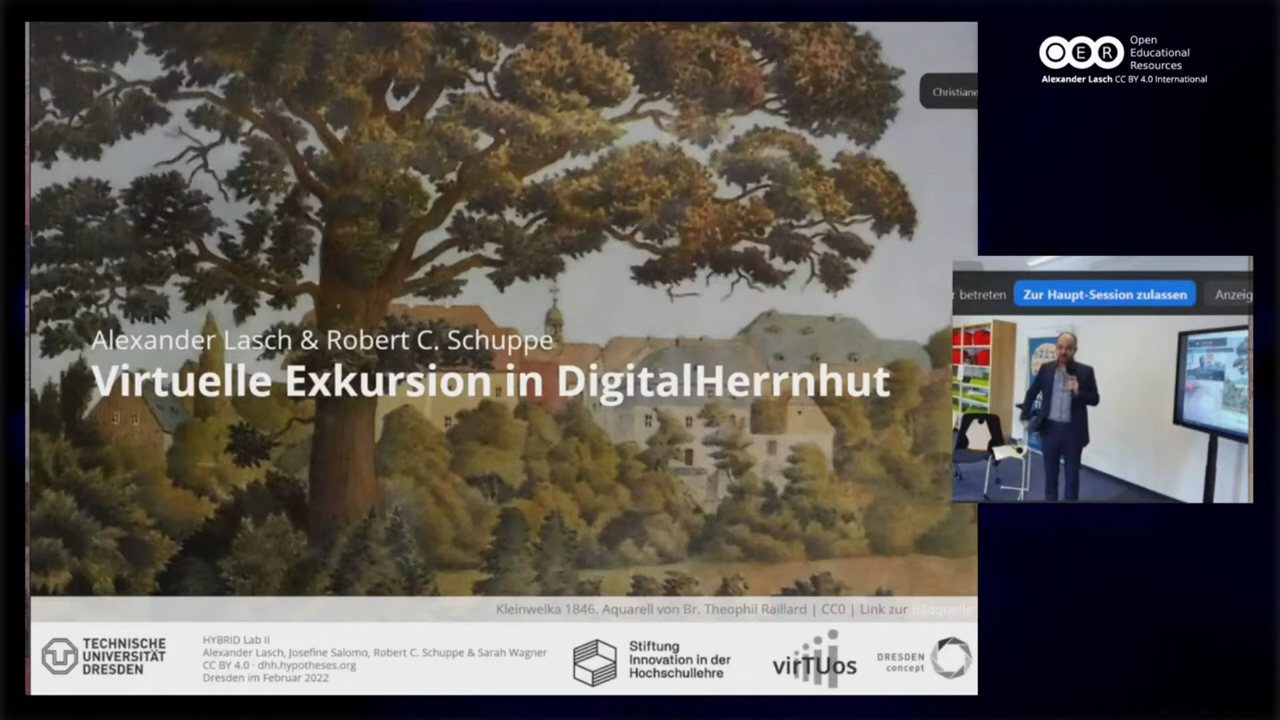 Open
Educational
Resources
OER
Alexander Lasch CC BY 4.0 International
Christiane
Alexander Lasch & Robert C. Schuppe
Virtuelle Exkursion in DigitalHerrnhut
betreten
Zur Haupt-Session zulassen
Anzeig
Kleinwelka 1846. Aquarell von Br. Theophil Raillard | CC0 | Link zur Bildquelle
TECHNISCHE
UNIVERSITÄT
DRESDEN
HYBRID Lab II
Alexander Lasch, Josefine Salomo, Robert C. Schuppe & Sarah Wagner
CC BY 4.0 · dhh.hypotheses.org
Dresden im Februar 2022
Stiftung
Innovation in der
Hochschullehre
virTUos
DRESDEN
concept